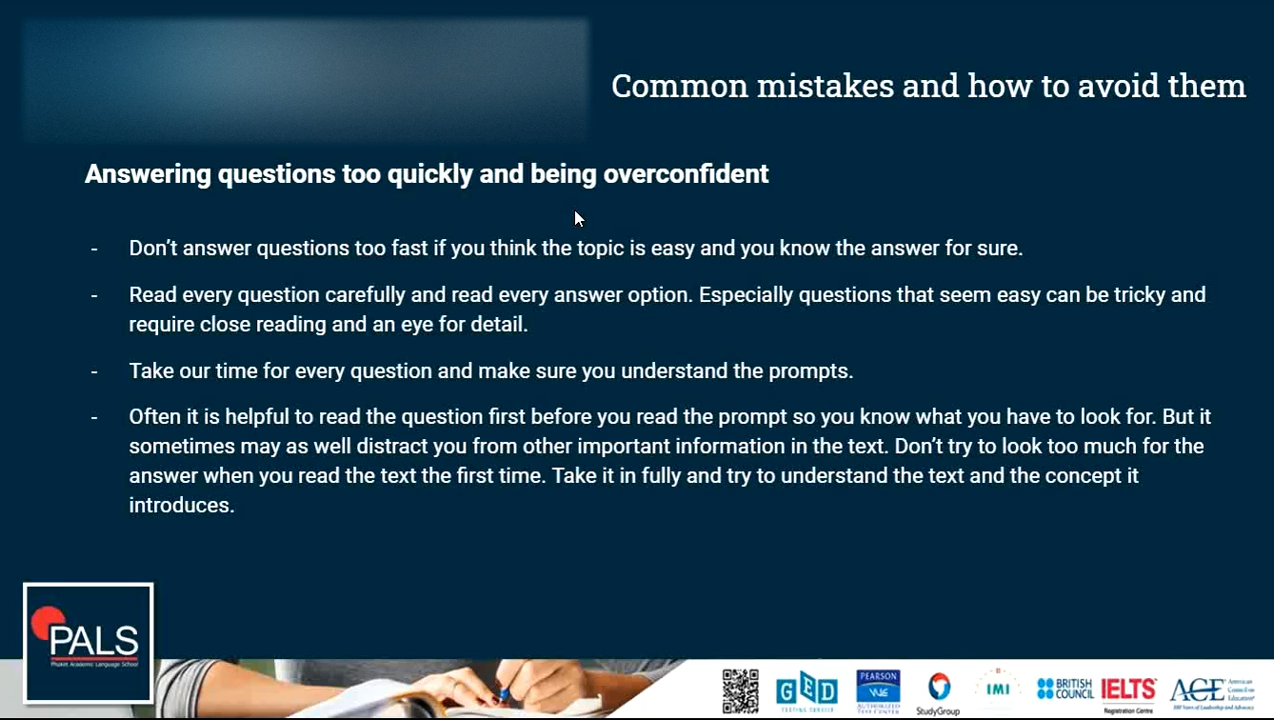 Common mistakes and how to avoid them
Answering questions too quickly and being overconfident
- Don't answer questions too fast if you think the topic is easy and you know the answer for sure.
- Read every question carefully and read every answer option. Especially questions that seem easy can be tricky and
require close reading and an eye for detail.
- Take our time for every question and make sure you understand the prompts.
- Often it is helpful to read the question first before you read the prompt so you know what you have to look for. But it
sometimes may as well distract you from other important information in the text. Don't try to look too much for the
answer when you read the text the first time. Take it in fully and try to understand the text and the concept it
introduces.
PALS
Phuket Academic Language School
GED
TESTING SERVICE
PEARSON
VUE
AUTHORIZED
TEST CENTER
StudyGroup
IMI
BRITISH
COUNCIL
IELTS
Registration Centre
ACE
American
Council on
Education